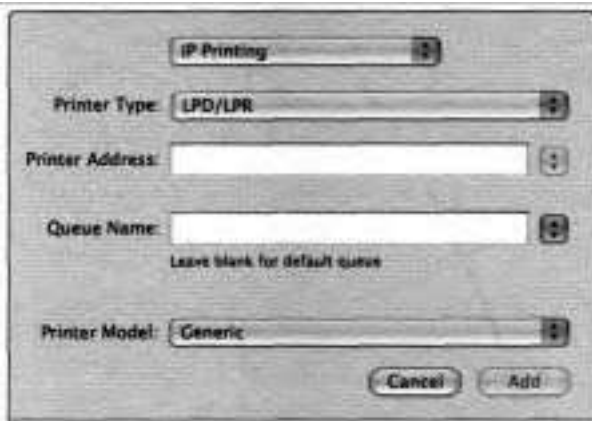 IP Printing
Printer Type: LPD/LPR
Printer Address:
Queue Name:
Leave blank for default queue
Printer Model: Generic
Cancel Add